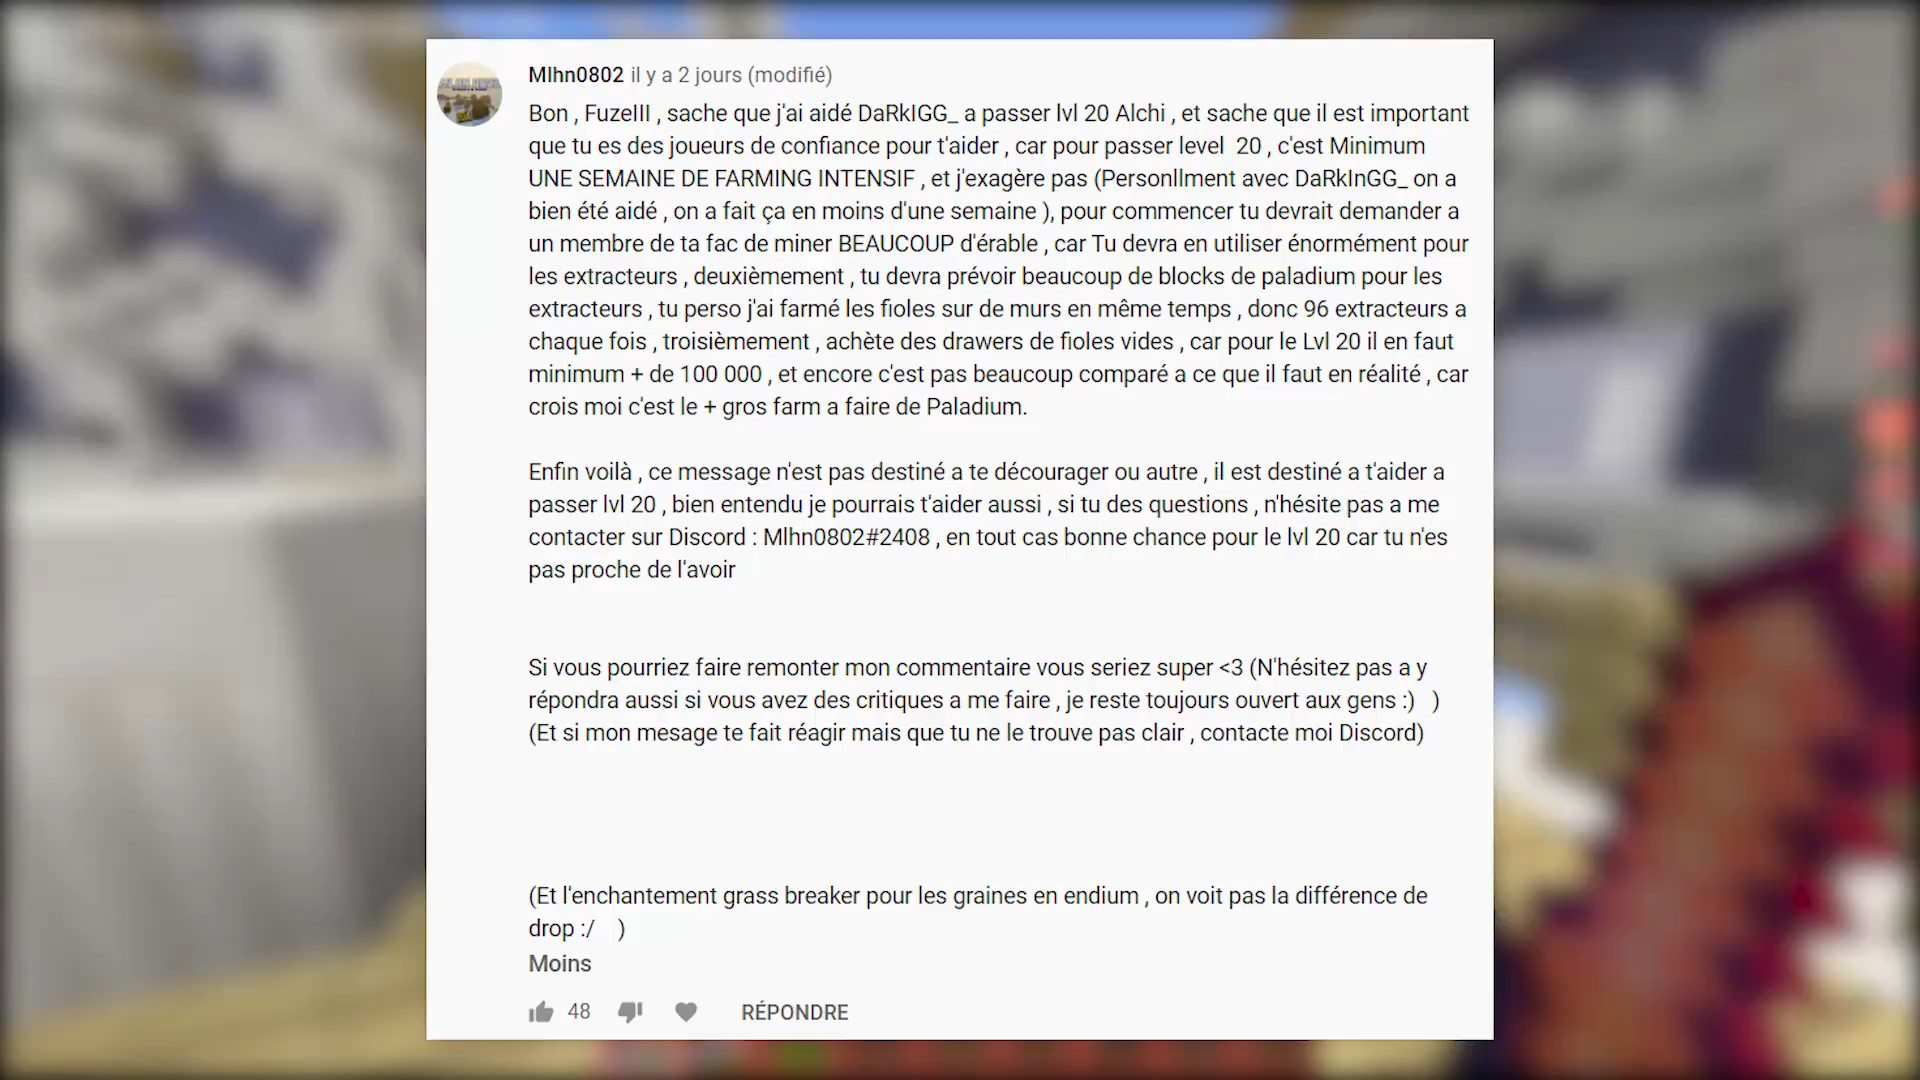 Mlhn0802 il y a 2 jours (modifié)
Bon , FuzeIII , sache que j'ai aidé DaRkIGG_ a passer lvl 20 Alchi , et sache que il est important
que tu es des joueurs de confiance pour t'aider , car pour passer level  20 , c'est Minimum
UNE SEMAINE DE FARMING INTENSIF , et j'exagère pas (Personllment avec DaRkInGG_ on a
bien été aidé , on a fait ça en moins d'une semaine ), pour commencer tu devrait demander a
un membre de ta fac de miner BEAUCOUP d'érable , car Tu devra en utiliser énormément pour
les extracteurs , deuxièmement , tu devra prévoir beaucoup de blocks de paladium pour les
extracteurs , tu perso j'ai farmé les fioles sur de murs en même temps , donc 96 extracteurs a
chaque fois , troisièmement , achète des drawers de fioles vides , car pour le Lvl 20 il en faut
minimum + de 100 000 , et encore c'est pas beaucoup comparé a ce que il faut en réalité , car
crois moi c'est le + gros farm a faire de Paladium.
Enfin voilà , ce message n'est pas destiné a te décourager ou autre , il est destiné a t'aider a
passer lvl 20 , bien entendu je pourrais t'aider aussi , si tu des questions , n'hésite pas a me
contacter sur Discord : Mlhn0802#2408 , en tout cas bonne chance pour le lvl 20 car tu n'es
pas proche de l'avoir
Si vous pourriez faire remonter mon commentaire vous seriez super <3 (N'hésitez pas a y
répondra aussi si vous avez des critiques a me faire , je reste toujours ouvert aux gens :)   )
(Et si mon mesage te fait réagir mais que tu ne le trouve pas clair , contacte moi Discord)
(Et l'enchantement grass breaker pour les graines en endium , on voit pas la différence de
drop :/    )
Moins
48 RÉPONDRE